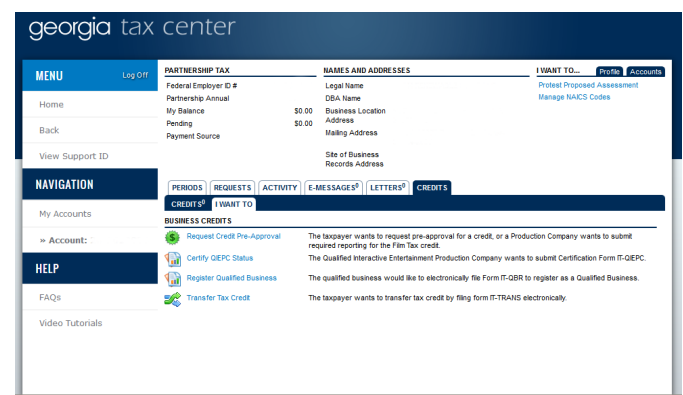 georgia tax center
MENU Log Off
Home
Back
View Support ID
NAVIGATION
My Accounts
» Account:
HELP
FAQs
Video Tutorials
PARTNERSHIP TAX
Federal Employer ID #
Partnership Annual
My Balance $0.00
Pending $0.00
Payment Source
NAMES AND ADDRESSES
Legal Name
DBA Name
Business Location
Address
Mailing Address
Site of Business
Records Address
I WANT TO... Profile Accounts
Protest Proposed Assessment
Manage NAICS Codes
PERIODS REQUESTS ACTIVITY E-MESSAGES0 LETTERS0 CREDITS
CREDITS0 I WANT TO
BUSINESS CREDITS
Request Credit Pre-Approval The taxpayer wants to request pre-approval for a credit, or a Production Company wants to submit
required reporting for the Film Tax credit.
Certify QIEPC Status The Qualified Interactive Entertainment Production Company wants to submit Certification Form IT-QIEPC.
Register Qualified Business The qualified business would like to electronically file Form IT-QBR to register as a Qualified Business.
Transfer Tax Credit The taxpayer wants to transfer tax credit by filing form IT-TRANS electronically.